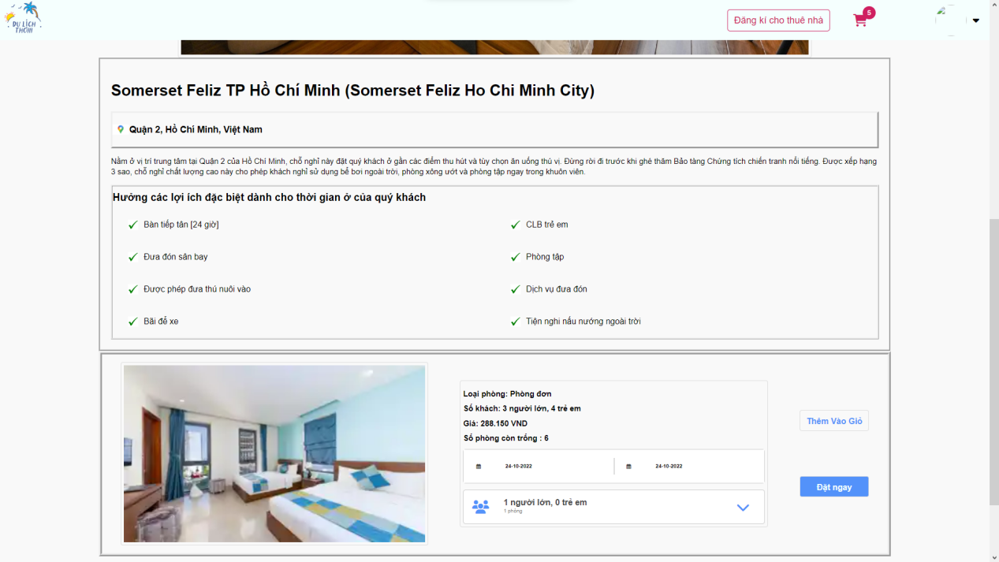 DU LỊCH
THÔIII
Đăng kí cho thuê nhà
5
Somerset Feliz TP Hồ Chí Minh (Somerset Feliz Ho Chi Minh City)
Quận 2, Hồ Chí Minh, Việt Nam
Nằm ở vị trí trung tâm tại Quận 2 của Hồ Chí Minh, chỗ nghỉ này đặt quý khách ở gần các điểm thu hút và tùy chọn ăn uống thú vị. Đừng rời đi trước khi ghé thăm Bảo tàng Chứng tích chiến tranh nổi tiếng. Được xếp hạng
3 sao, chỗ nghỉ chất lượng cao này cho phép khách nghỉ sử dụng bể bơi ngoài trời, phòng xông ướt và phòng tập ngay trong khuôn viên.
Hưởng các lợi ích đặc biệt dành cho thời gian ở của quý khách
Bàn tiếp tân [24 giờ]
CLB trẻ em
Đưa đón sân bay
Phòng tập
Được phép đưa thú nuôi vào
Dịch vụ đưa đón
Bãi để xe
Tiện nghi nấu nướng ngoài trời
Loại phòng: Phòng đơn
Số khách: 3 người lớn, 4 trẻ em
Giá: 288.150 VND
Số phòng còn trống : 6
24-10-2022
24-10-2022
1 người lớn, 0 trẻ em
1 phòng
Thêm Vào Giỏ
Đặt ngay